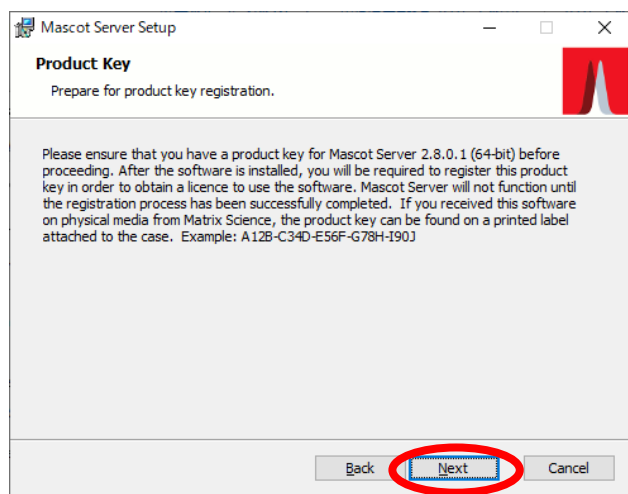 Mascot Server Setup
Product Key
Prepare for product key registration.
Please ensure that you have a product key for Mascot Server 2.8.0.1 (64-bit) before
proceeding. After the software is installed, you will be required to register this product
key in order to obtain a licence to use the software. Mascot Server will not function until
the registration process has been successfully completed.  If you received this software
on physical media from Matrix Science, the product key can be found on a printed label
attached to the case.  Example: A12B-C34D-E56F-G78H-I90J
Back Next Cancel